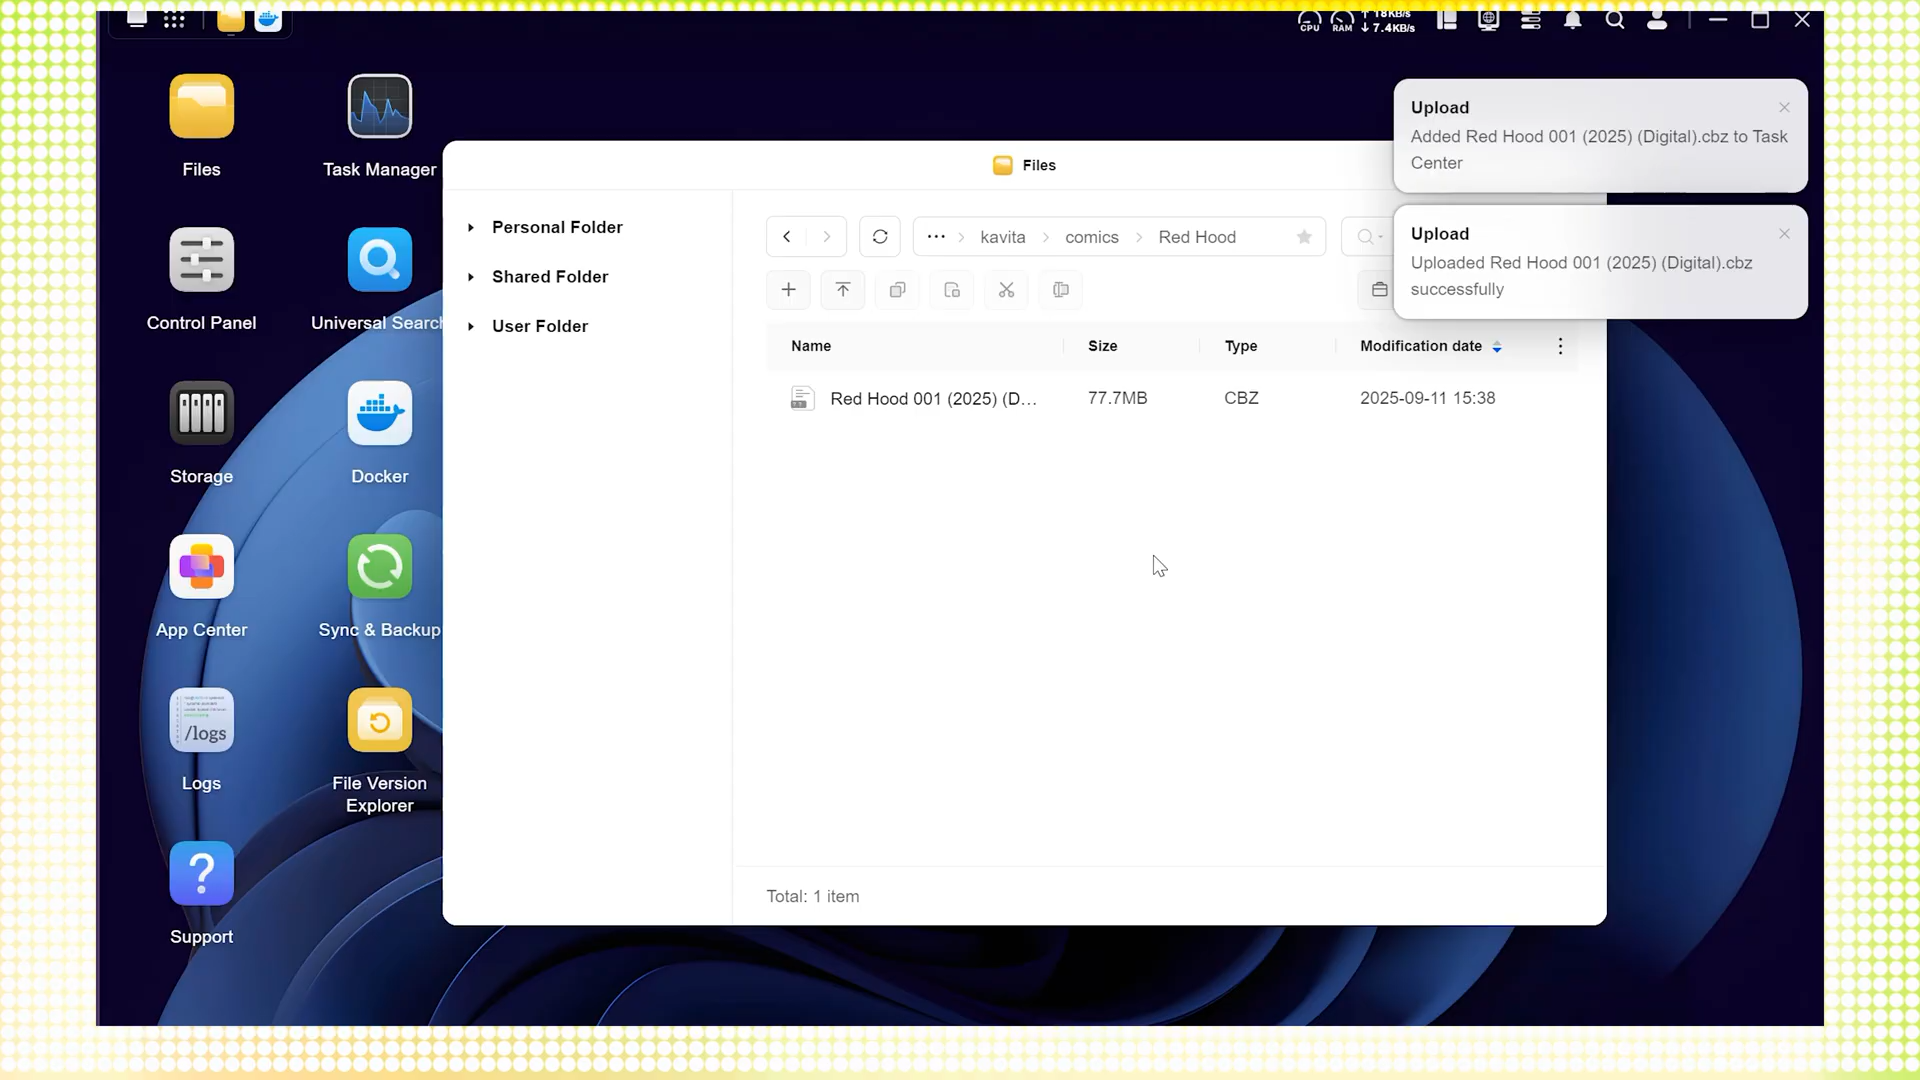 CPU
RAM
↑ 18KB/s
↓ 7.4KB/s
Files
Task Manager
Control Panel
Universal Search
Storage
Docker
App Center
Sync & Backup
/logs
Logs
File Version
Explorer
?
Support
Files
Personal Folder
Shared Folder
User Folder
··· > kavita > comics > Red Hood
Name Size Type Modification date
Red Hood 001 (2025) (D... 77.7MB CBZ 2025-09-11 15:38
Total: 1 item
Upload
Added Red Hood 001 (2025) (Digital).cbz to Task
Center
Upload
Uploaded Red Hood 001 (2025) (Digital).cbz
successfully